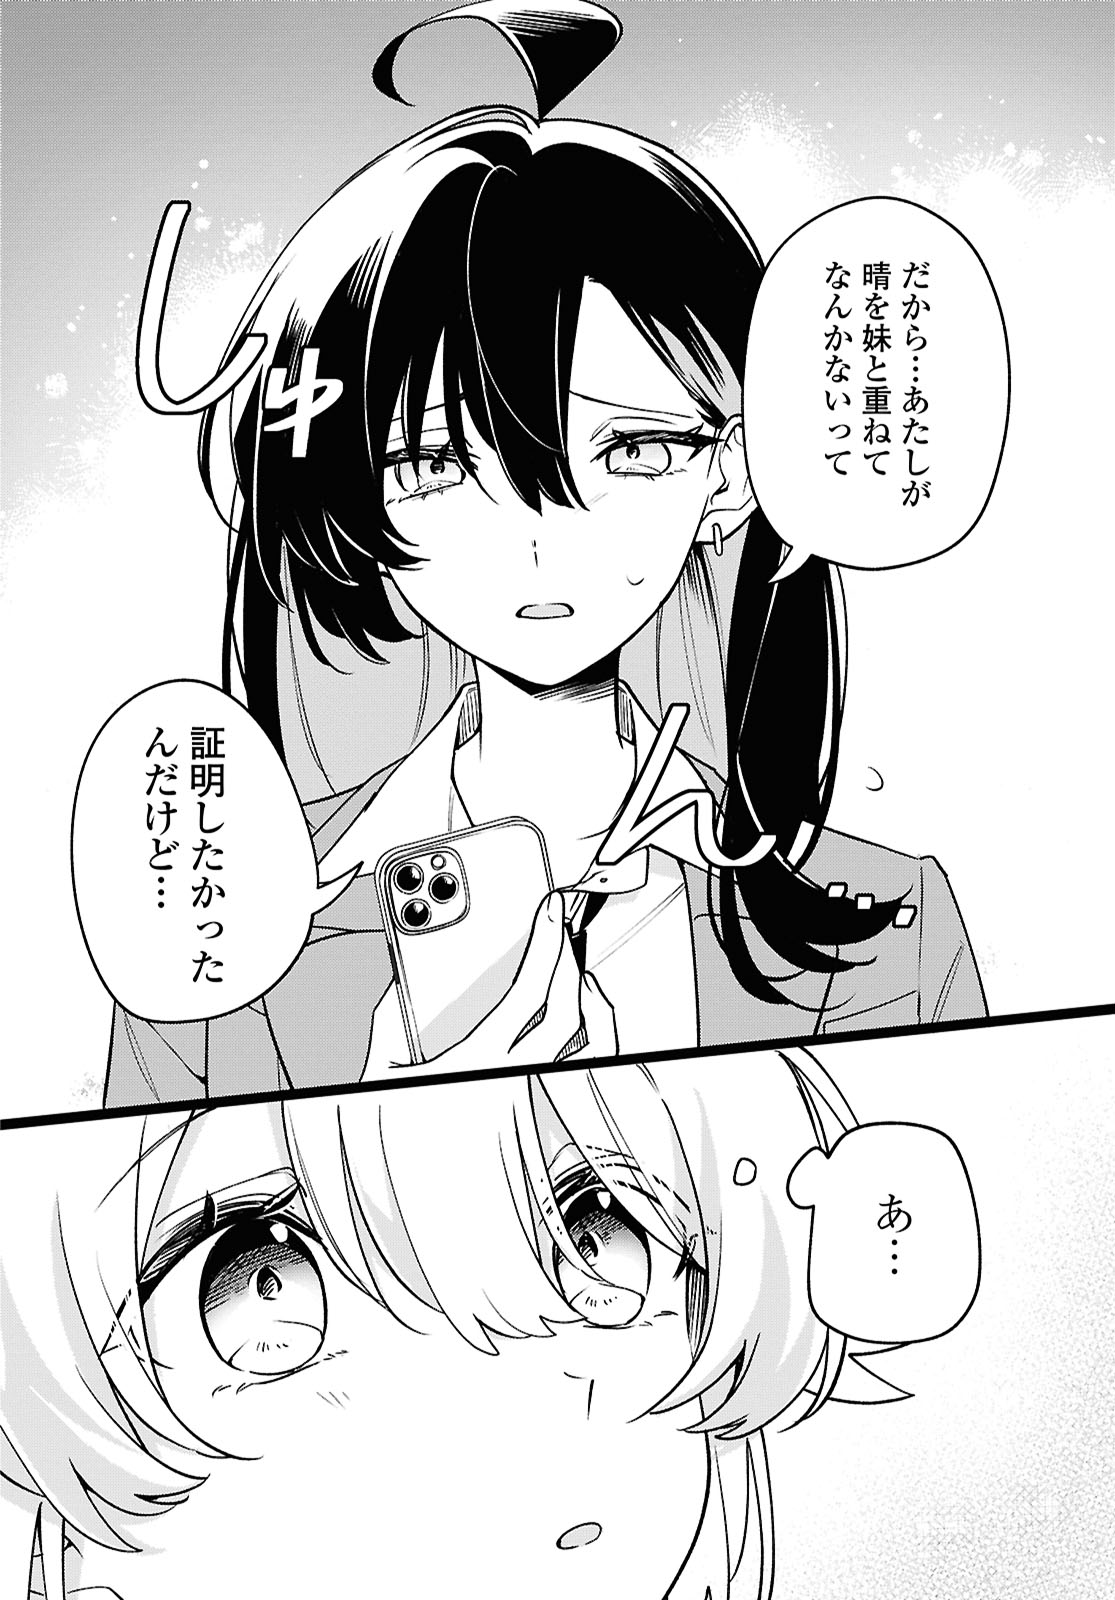 だから…あたしが
晴を妹と重ねて
なんかないって
しゅん…
証明したかった
んだけど…
あ…